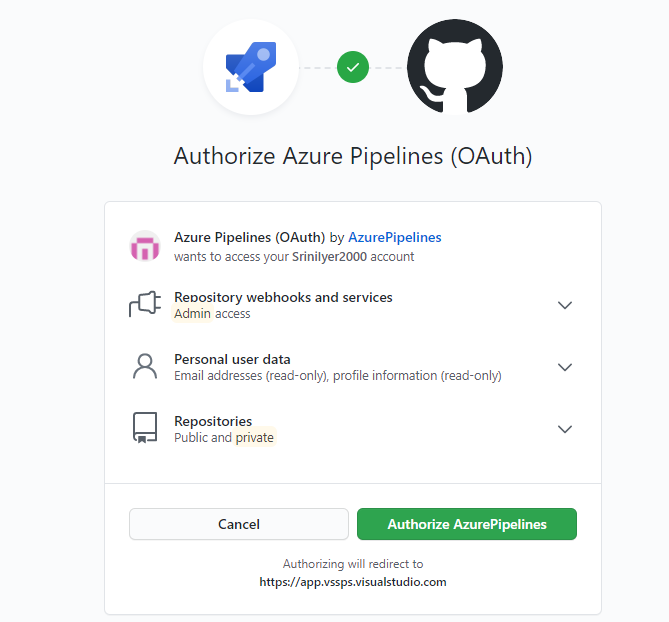 Authorize Azure Pipelines (OAuth)
Azure Pipelines (OAuth) by AzurePipelines
wants to access your SriniIyer2000 account
Repository webhooks and services
Admin access
Personal user data
Email addresses (read-only), profile information (read-only)
Repositories
Public and private
Cancel
Authorize AzurePipelines
Authorizing will redirect to
https://app.vssps.visualstudio.com